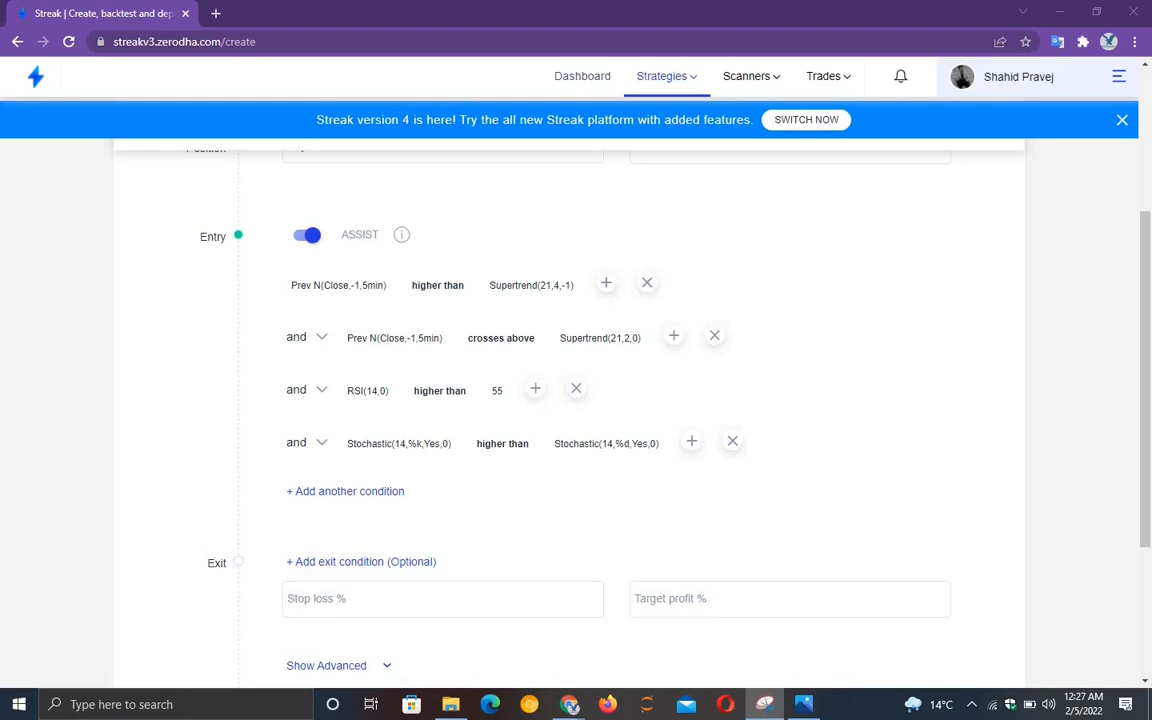 Streak | Create, backtest and dep
streakv3.zerodha.com/create
Dashboard Strategies Scanners Trades Shahid Pravej
Streak version 4 is here! Try the all new Streak platform with added features. SWITCH NOW
Position
Entry ASSIST
Prev N(Close,-1,5min) higher than Supertrend(21,4,-1)
and Prev N(Close,-1,5min) crosses above Supertrend(21,2,0)
and RSI(14,0) higher than 55
and Stochastic(14,%k,Yes,0) higher than Stochastic(14,%d,Yes,0)
+ Add another condition
Exit + Add exit condition (Optional)
Stop loss % Target profit %
Show Advanced
Type here to search 14°C 12:27 AM
2/5/2022